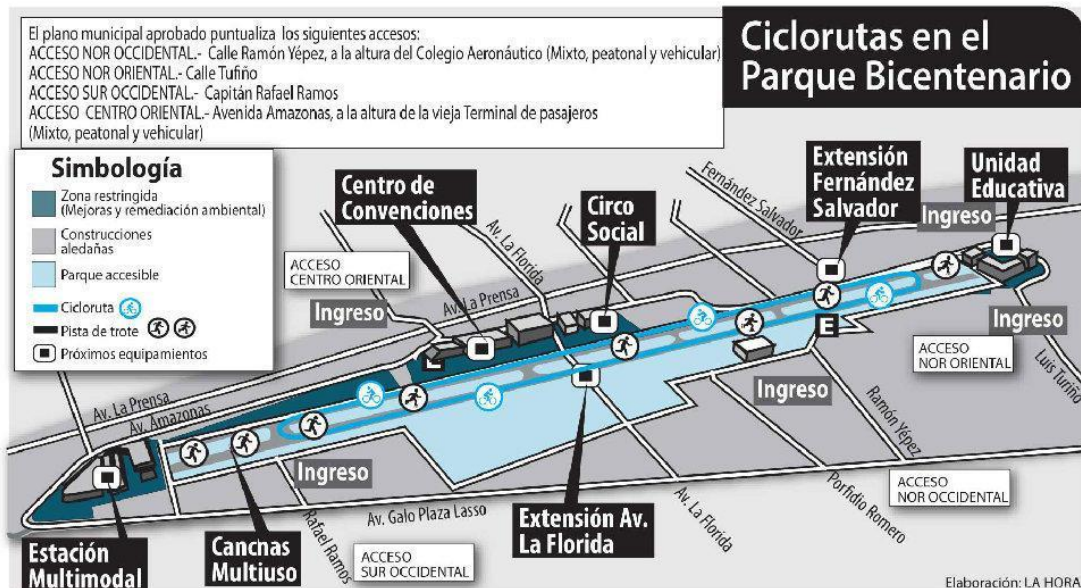 El plano municipal aprobado puntualiza los siguientes accesos:
ACCESO NOR OCCIDENTAL.- Calle Ramón Yépez, a la altura del Colegio Aeronáutico (Mixto, peatonal y vehicular)
ACCESO NOR ORIENTAL.- Calle Tufiño
ACCESO SUR OCCIDENTAL.- Capitán Rafael Ramos
ACCESO CENTRO ORIENTAL.- Avenida Amazonas, a la altura de la vieja Terminal de pasajeros
(Mixto, peatonal y vehicular)
Ciclorutas en el
Parque Bicentenario
Simbología
Zona restringida
(Mejoras y remediación ambiental)
Construcciones
aledañas
Parque accesible
Cicloruta
Pista de trote
Próximos equipamientos
Centro de
Convenciones
Av. La Florida
Circo
Social
Fernández Salvador
Extensión
Fernández
Salvador
Unidad
Educativa
Ingreso
ACCESO
CENTRO ORIENTAL
Ingreso
Av. La Prensa
E
Ingreso
ACCESO
NOR ORIENTAL
Luis Turiño
Ingreso
Ramón Yépez
Av. La Prensa
Av. Amazonas
Ingreso
Rafael Ramos
Av. Galo Plaza Lasso
Av. La Florida
Porfidio Romero
ACCESO
NOR OCCIDENTAL
Estación
Multimodal
Canchas
Multiuso
ACCESO
SUR OCCIDENTAL
Extensión Av.
La Florida
Elaboración: LA HORA